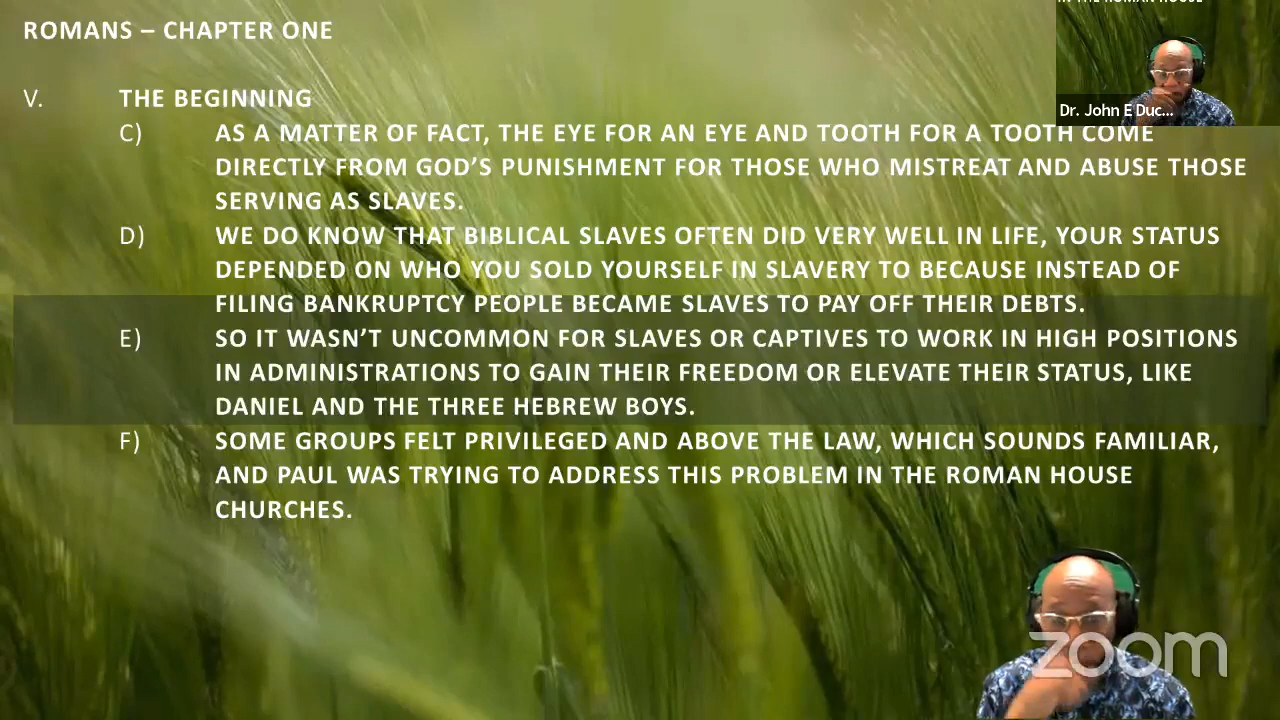 ROMANS – CHAPTER ONE
IN THE ROMAN HOUSE
Dr. John E Duc...
V. THE BEGINNING
C) AS A MATTER OF FACT, THE EYE FOR AN EYE AND TOOTH FOR A TOOTH COME
DIRECTLY FROM GOD’S PUNISHMENT FOR THOSE WHO MISTREAT AND ABUSE THOSE
SERVING AS SLAVES.
D) WE DO KNOW THAT BIBLICAL SLAVES OFTEN DID VERY WELL IN LIFE, YOUR STATUS
DEPENDED ON WHO YOU SOLD YOURSELF IN SLAVERY TO BECAUSE INSTEAD OF
FILING BANKRUPTCY PEOPLE BECAME SLAVES TO PAY OFF THEIR DEBTS.
E) SO IT WASN’T UNCOMMON FOR SLAVES OR CAPTIVES TO WORK IN HIGH POSITIONS
IN ADMINISTRATIONS TO GAIN THEIR FREEDOM OR ELEVATE THEIR STATUS, LIKE
DANIEL AND THE THREE HEBREW BOYS.
F) SOME GROUPS FELT PRIVILEGED AND ABOVE THE LAW, WHICH SOUNDS FAMILIAR,
AND PAUL WAS TRYING TO ADDRESS THIS PROBLEM IN THE ROMAN HOUSE
CHURCHES.
zoom